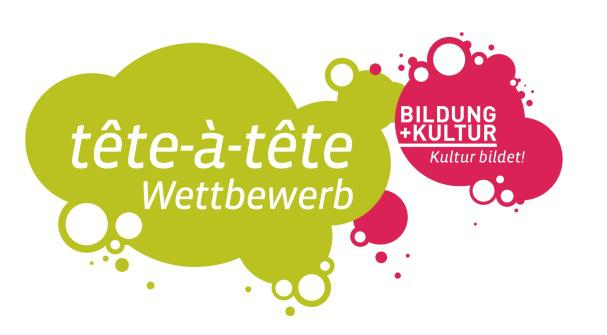 tête-à-tête
Wettbewerb
BILDUNG
+KULTUR
Kultur bildet!